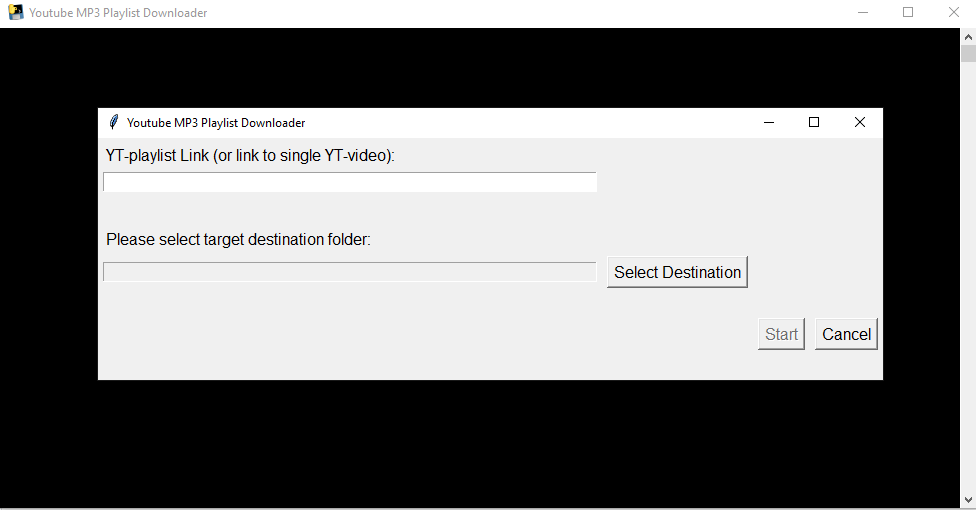 Youtube MP3 Playlist Downloader
Youtube MP3 Playlist Downloader
YT-playlist Link (or link to single YT-video):
Please select target destination folder:
Select Destination
Start Cancel